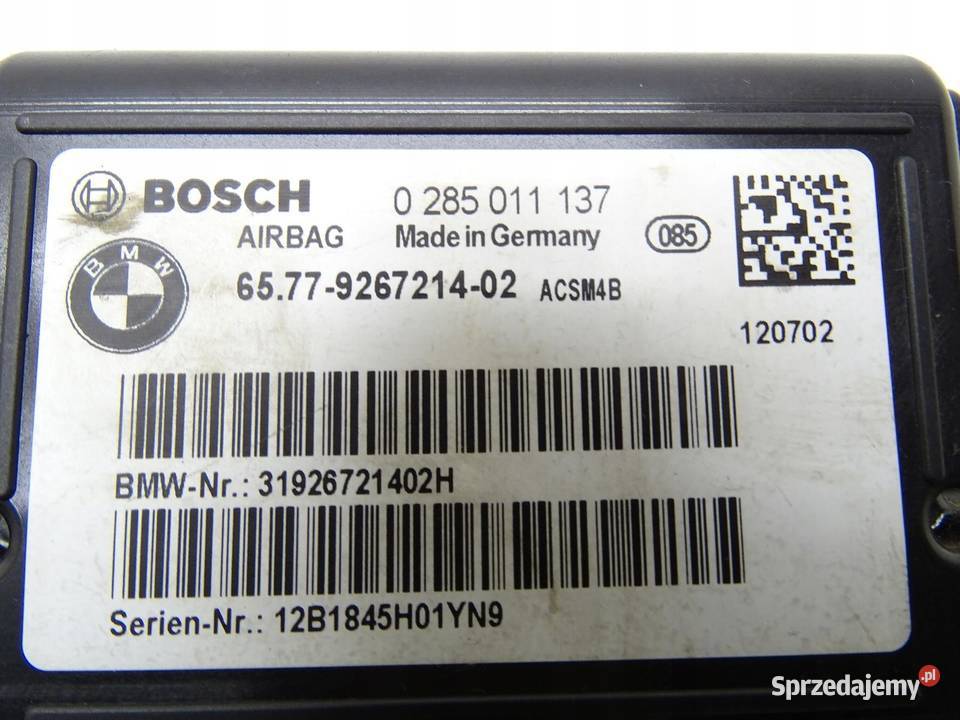 BOSCH 0 285 011 137
AIRBAG Made in Germany 085
BMW
65.77-9267214-02 ACSM4B
120702
BMW-Nr.: 31926721402H
Serien-Nr.: 12B1845H01YN9
Sprzedajemy.pl